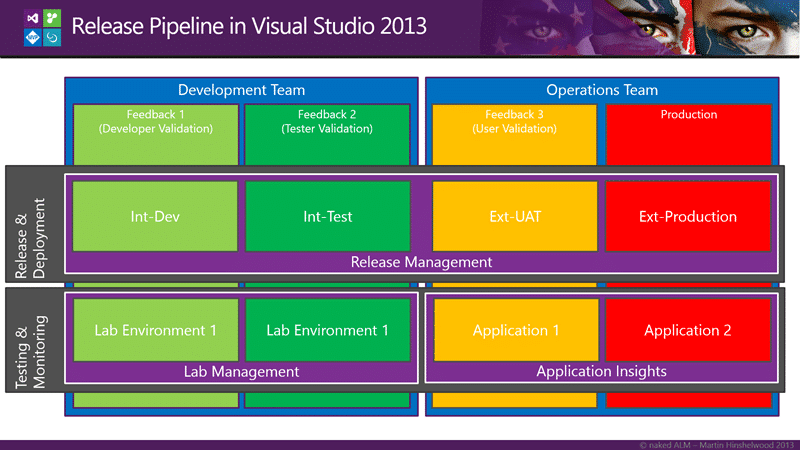 Release Pipeline in Visual Studio 2013
MVP
Development Team
Operations Team
Feedback 1
(Developer Validation)
Feedback 2
(Tester Validation)
Feedback 3
(User Validation)
Production
Release &
Deployment
Int-Dev
Int-Test
Ext-UAT
Ext-Production
Release Management
Testing &
Monitoring
Lab Environment 1
Lab Environment 1
Application 1
Application 2
Lab Management
Application Insights
© naked ALM – Martin Hinshelwood 2013